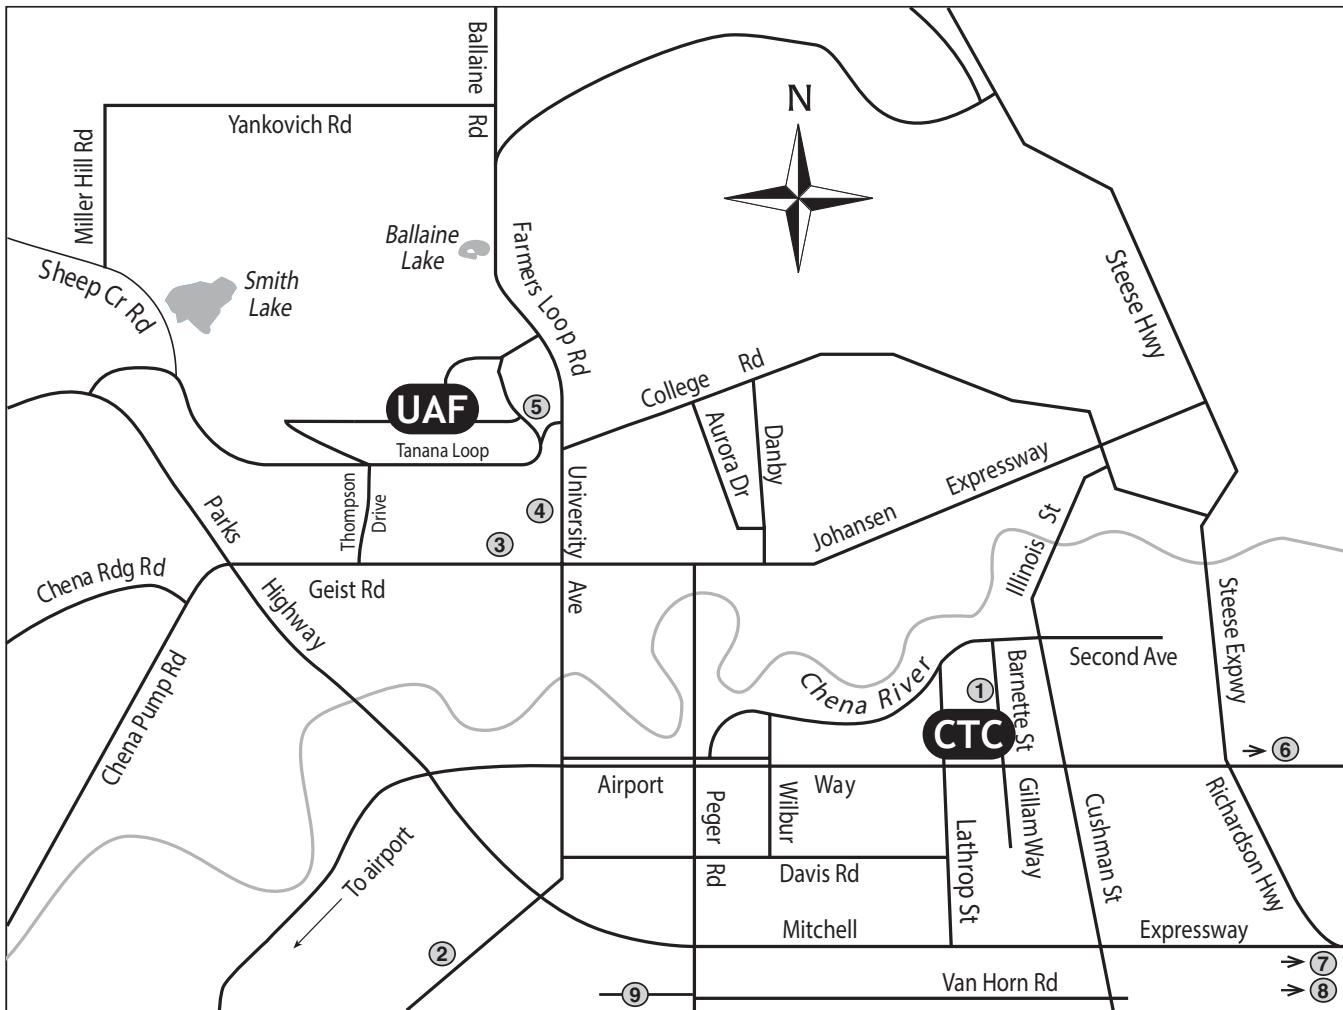 Ballaine
Rd
N
Yankovich Rd
Miller Hill Rd
Ballaine
Lake
Farmers Loop Rd
Sheep Cr Rd
Smith
Lake
Steese Hwy
College Rd
UAF
5
Aurora Dr
Danby
Tanana Loop
Thompson
Drive
University
Ave
4
3
Johansen
Expressway
Illinois St
Parks
Highway
Chena Rdg Rd
Geist Rd
Steese Expwy
Chena Pump Rd
Chena River
Second Ave
1
Barnette St
CTC
6
Airport
Way
Peger
Rd
Wilbur
Gillam Way
Lathrop St
Cushman St
Richardson Hwy
To airport
Davis Rd
Mitchell
Expressway
2
7
Van Horn Rd
8
9